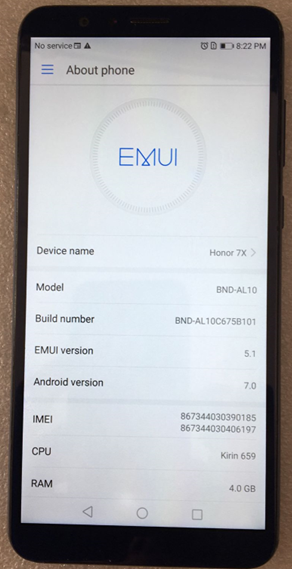 No service
8:22 PM
About phone
EMUI
Device name Honor 7X
Model BND-AL10
Build number BND-AL10C675B101
EMUI version 5.1
Android version 7.0
IMEI 867344030390185
867344030406197
CPU Kirin 659
RAM 4.0 GB